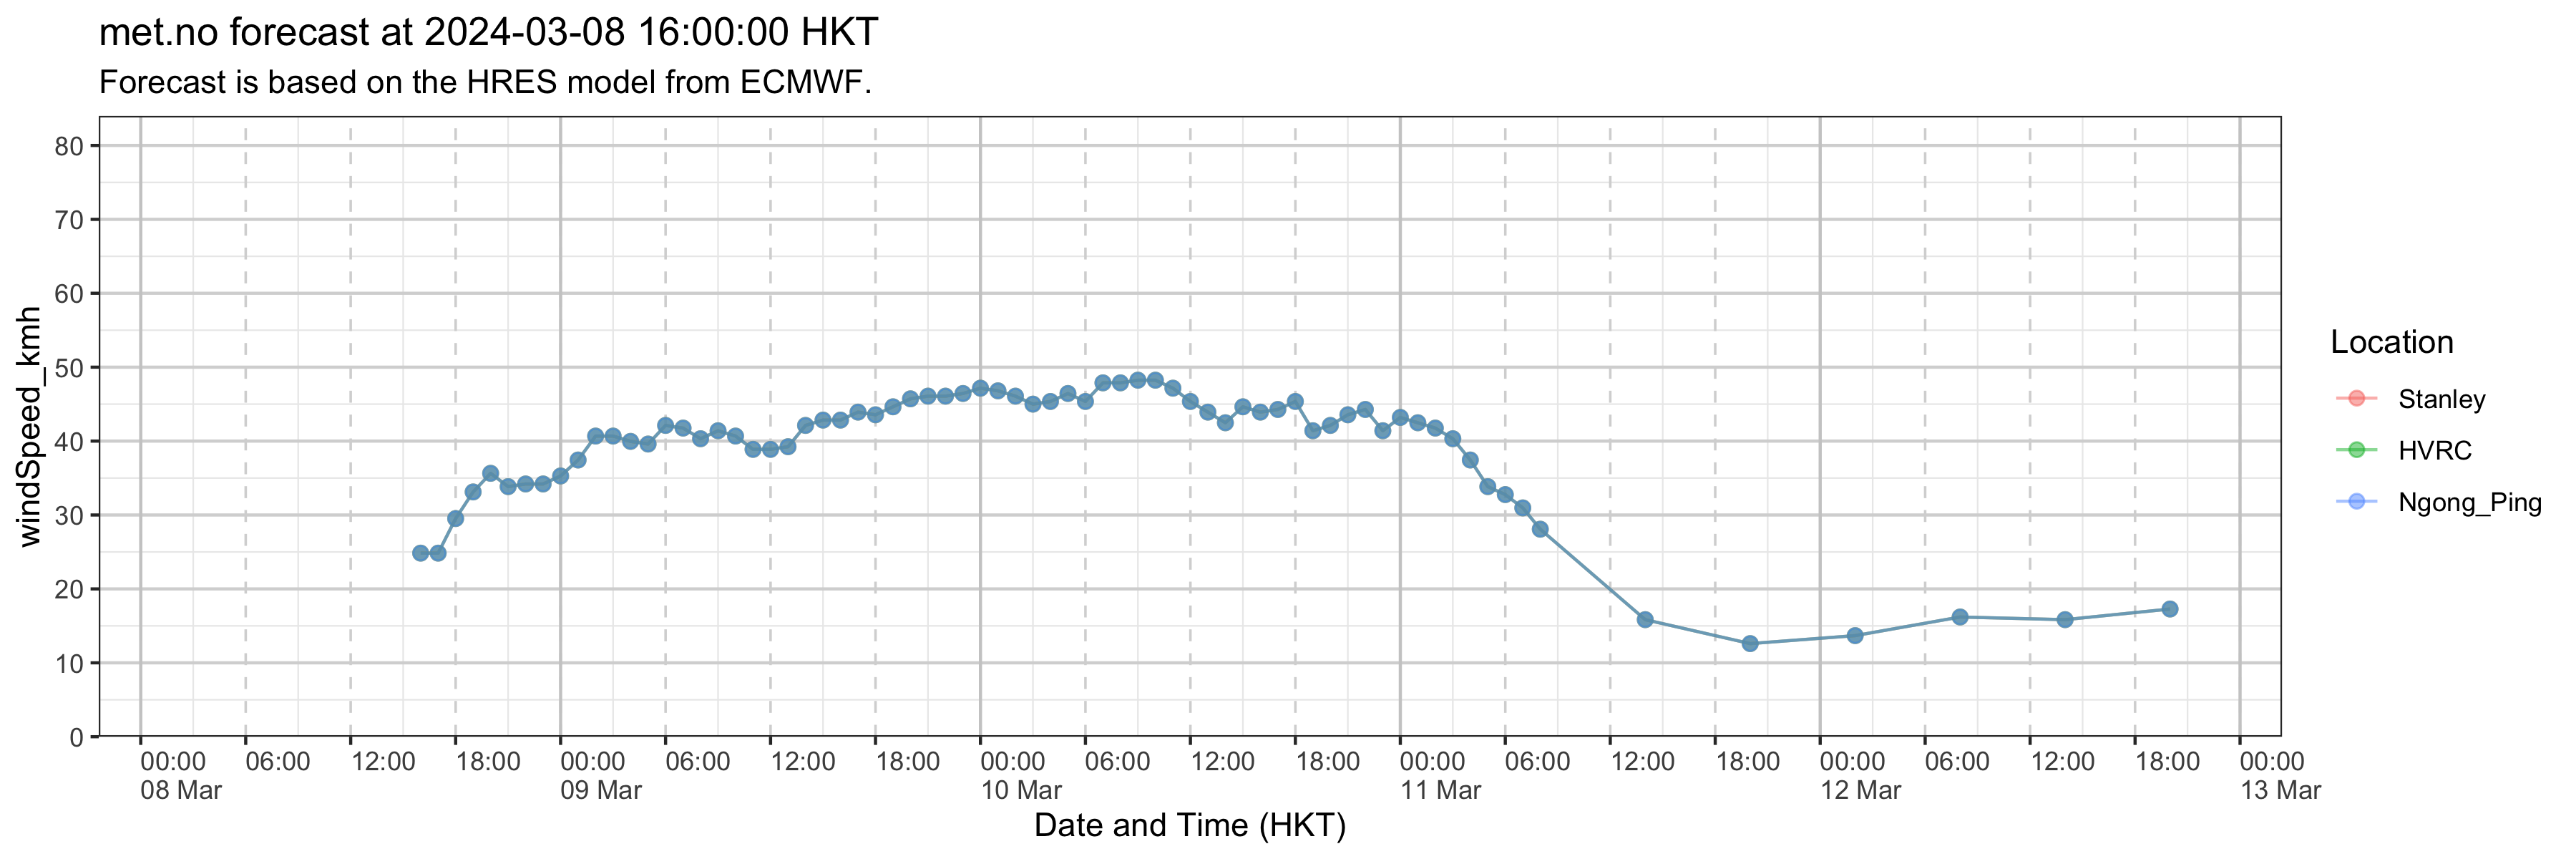 met.no forecast at 2024-03-08 16:00:00 HKT
Forecast is based on the HRES model from ECMWF.
windSpeed_kmh
80
70
60
50
40
30
20
10
0
00:00 06:00 12:00 18:00 00:00 06:00 12:00 18:00 00:00 06:00 12:00 18:00 00:00 06:00 12:00 18:00 00:00 06:00 12:00 18:00 00:00
08 Mar 09 Mar 10 Mar 11 Mar 12 Mar 13 Mar
Date and Time (HKT)
Location
Stanley
HVRC
Ngong_Ping